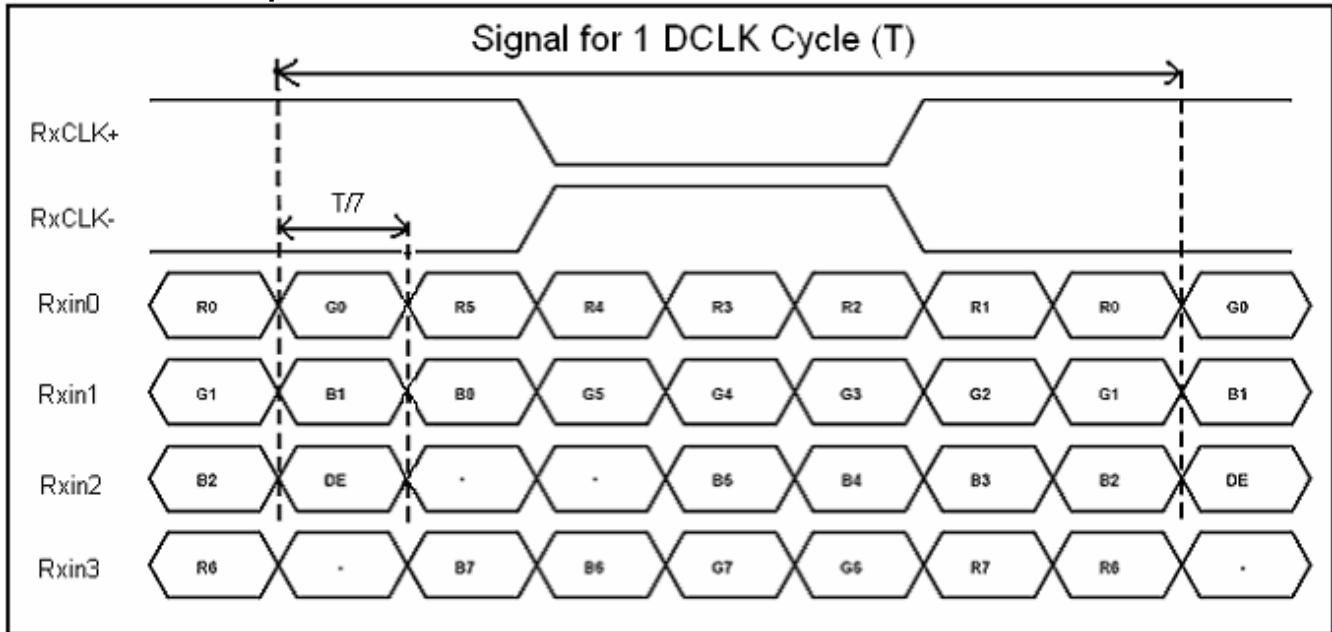 Signal for 1 DCLK Cycle (T)
RxCLK+
RxCLK-
T/7
Rxin0 R0 G0 R5 R4 R3 R2 R1 R0 G0
Rxin1 G1 B1 B0 G5 G4 G3 G2 G1 B1
Rxin2 B2 DE - - B5 B4 B3 B2 DE
Rxin3 R6 - B7 B6 G7 G6 R7 R6 -